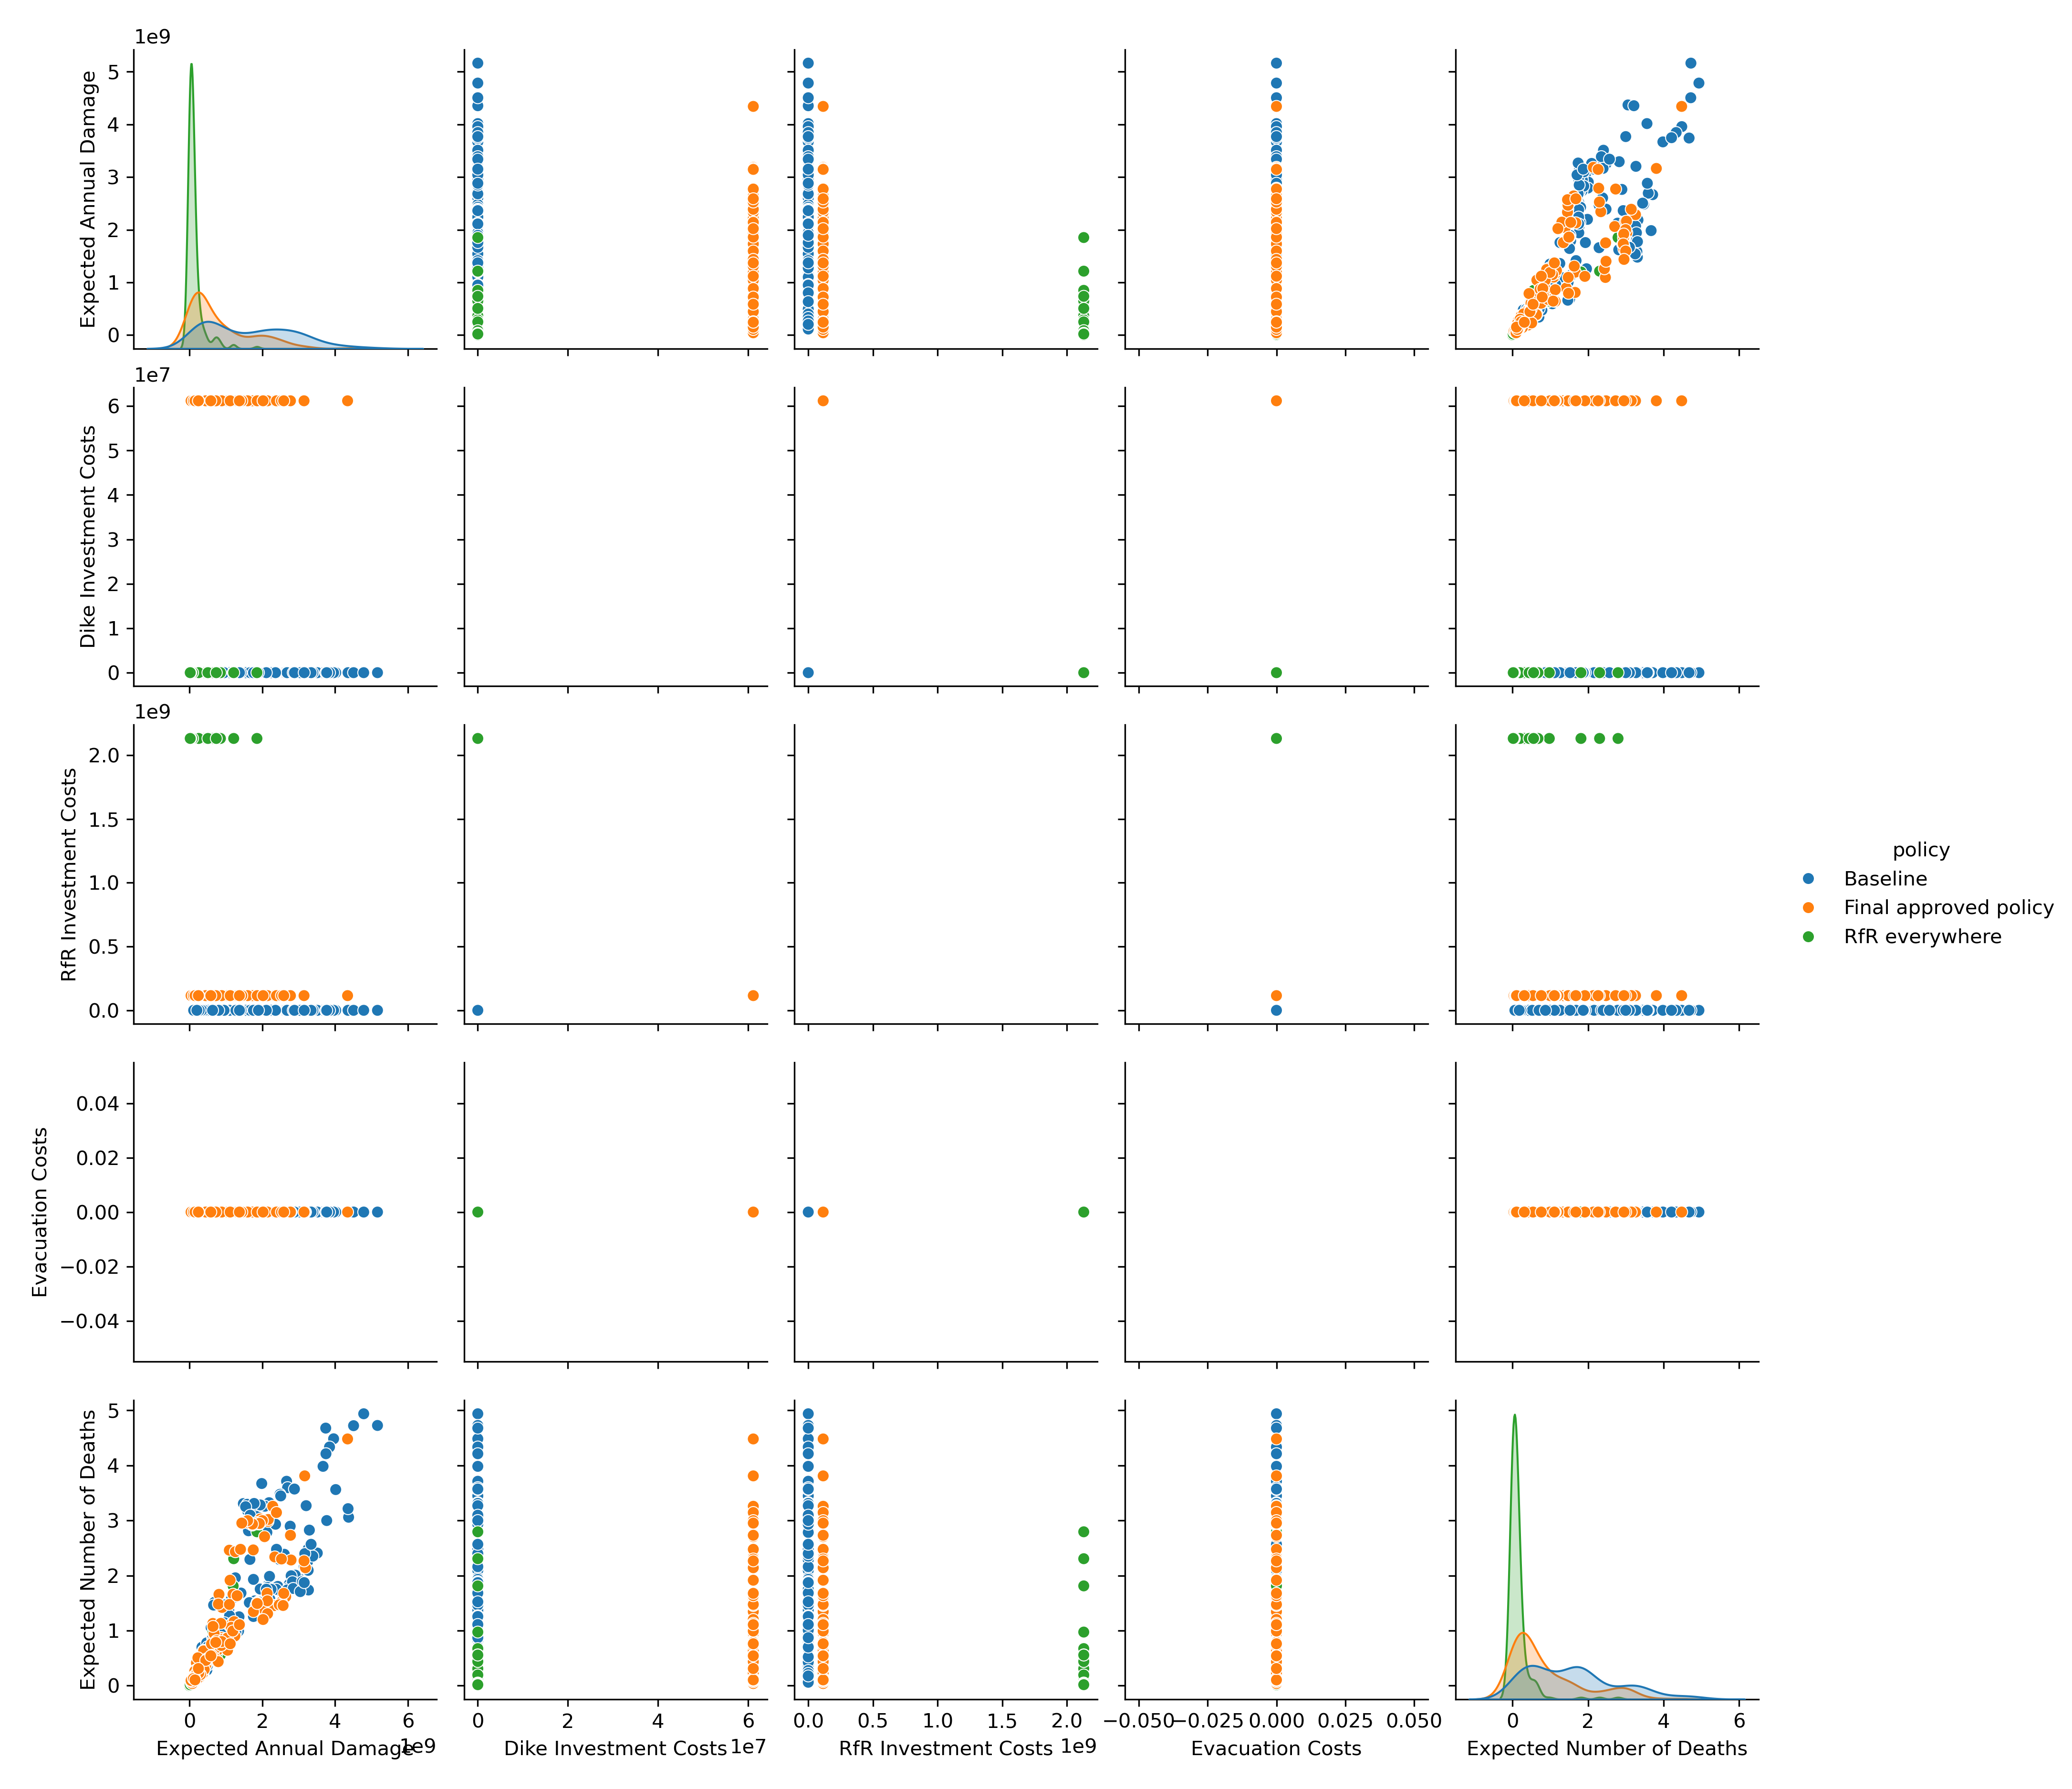 1e9
Expected Annual Damage
5
4
3
2
1
0
1e7
Dike Investment Costs
6
5
4
3
2
1
0
1e9
RfR Investment Costs
2.0
1.5
1.0
0.5
0.0
policy
Baseline
Final approved policy
RfR everywhere
Evacuation Costs
0.04
0.02
0.00
−0.02
−0.04
Expected Number of Deaths
5
4
3
2
1
0
0 2 4 6
Expected Annual Damage 1e9
0 2 4 6
Dike Investment Costs 1e7
0.0 0.5 1.0 1.5 2.0
RfR Investment Costs 1e9
−0.050 −0.025 0.000 0.025 0.050
Evacuation Costs
0 2 4 6
Expected Number of Deaths